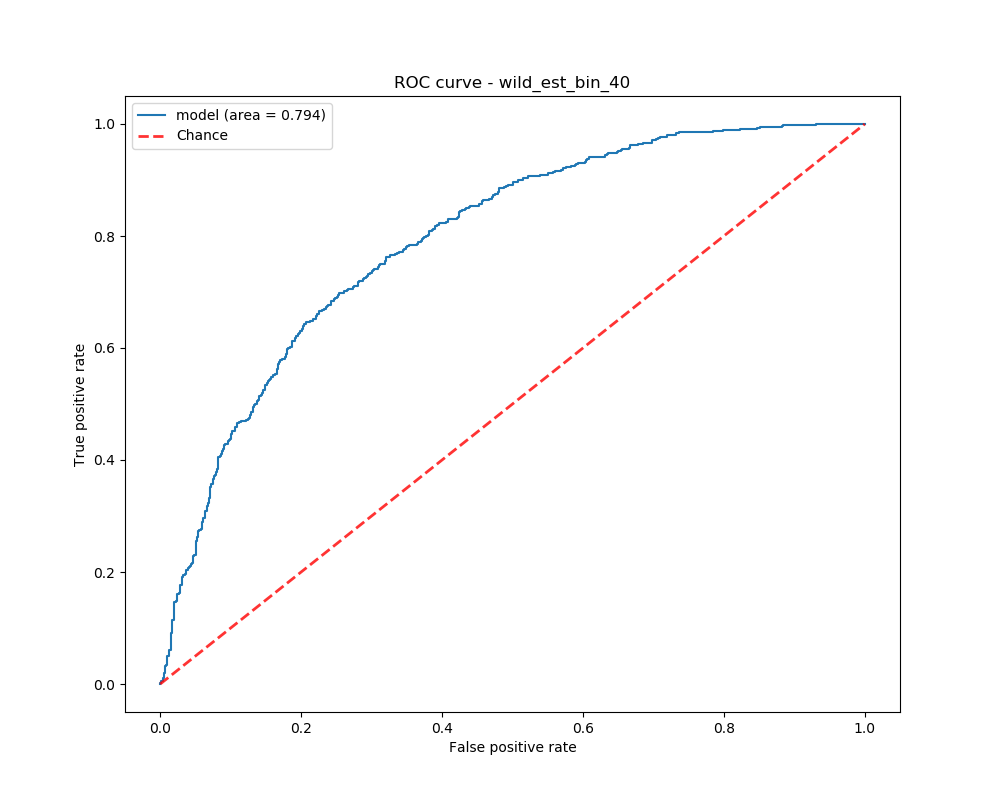 ROC curve - wild_est_bin_40
model (area = 0.794)
Chance
1.0
0.8
0.6
0.4
0.2
0.0
True positive rate
0.0 0.2 0.4 0.6 0.8 1.0
False positive rate